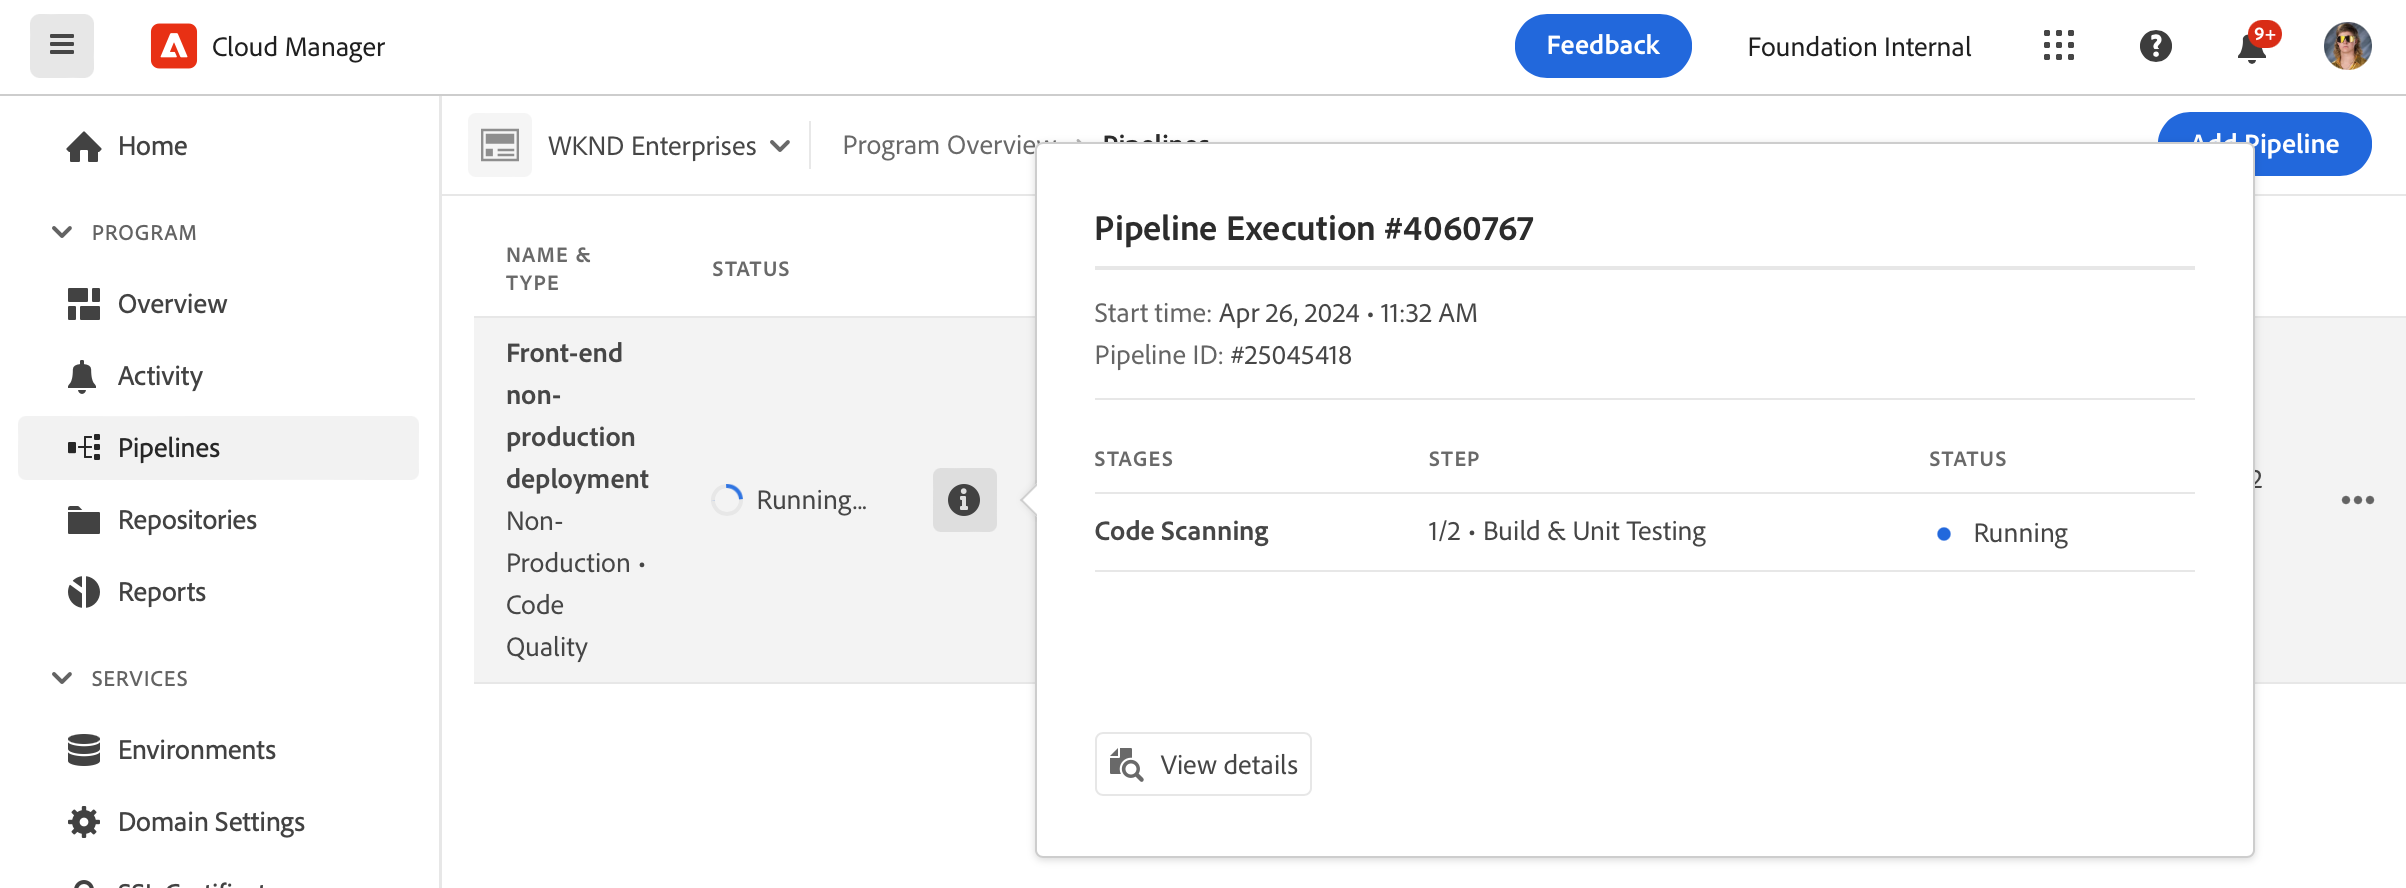 Cloud Manager
Feedback
Foundation Internal
9+
Home
PROGRAM
Overview
Activity
Pipelines
Repositories
Reports
SERVICES
Environments
Domain Settings
WKND Enterprises
Program Overview
Pipelines
Add Pipeline
NAME &
TYPE
STATUS
Front-end
non-
production
deployment
Non-
Production •
Code
Quality
Running...
Pipeline Execution #4060767
Start time: Apr 26, 2024 • 11:32 AM
Pipeline ID: #25045418
STAGES STEP STATUS
Code Scanning 1/2 • Build & Unit Testing Running
View details
2